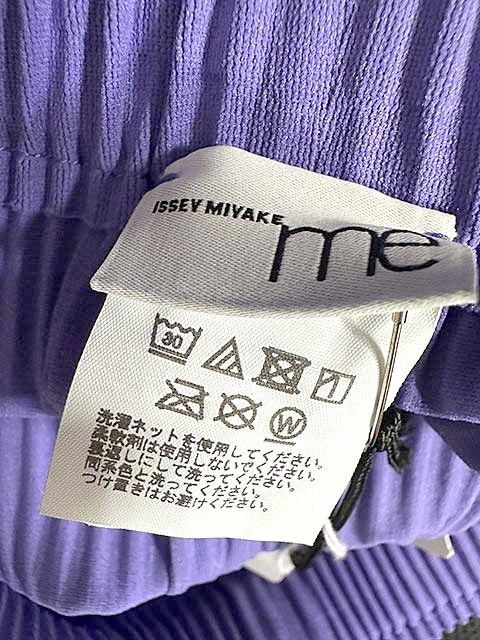 ISSEY MIYAKE
me
30
W
洗濯ネットを使用してください。
柔軟剤は使用しないでください。
裏返しにして洗ってください。
同系色と洗ってください。
つけ置きはお避けください。